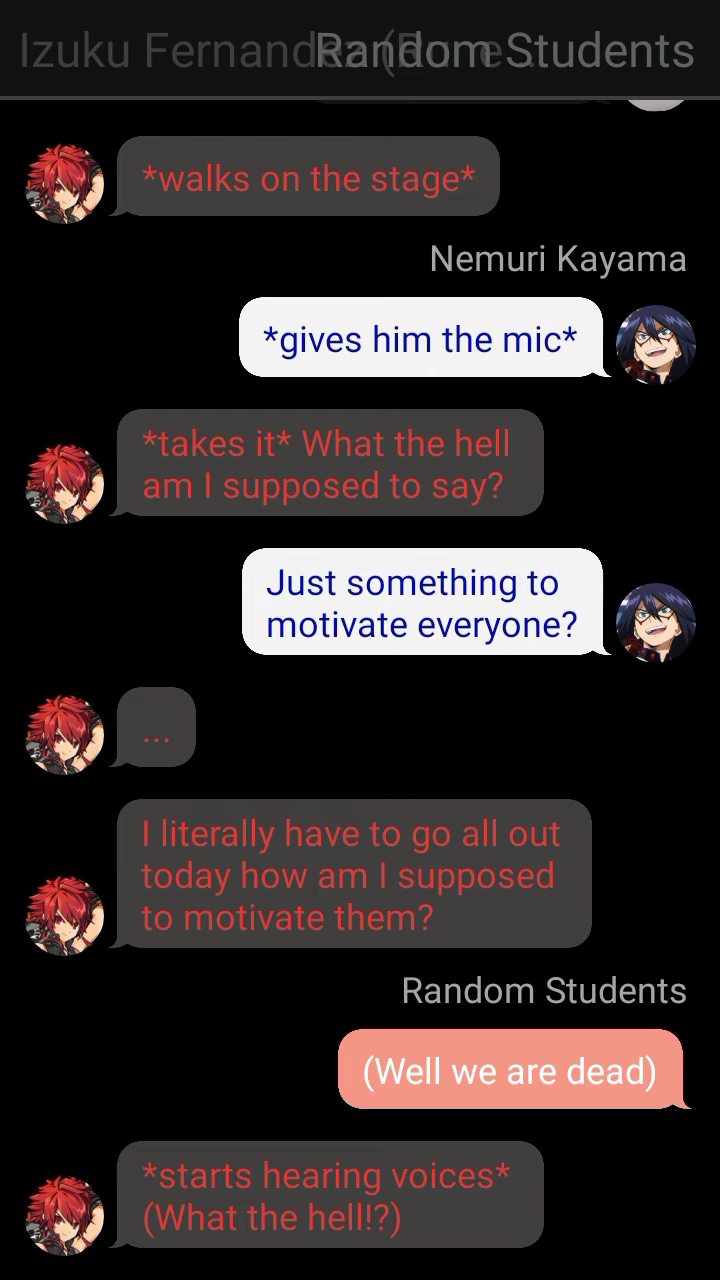 Izuku Fernandez
Random Students
*walks on the stage*
Nemuri Kayama
*gives him the mic*
*takes it* What the hell
am I supposed to say?
Just something to
motivate everyone?
...
I literally have to go all out
today how am I supposed
to motivate them?
Random Students
(Well we are dead)
*starts hearing voices*
(What the hell!?)